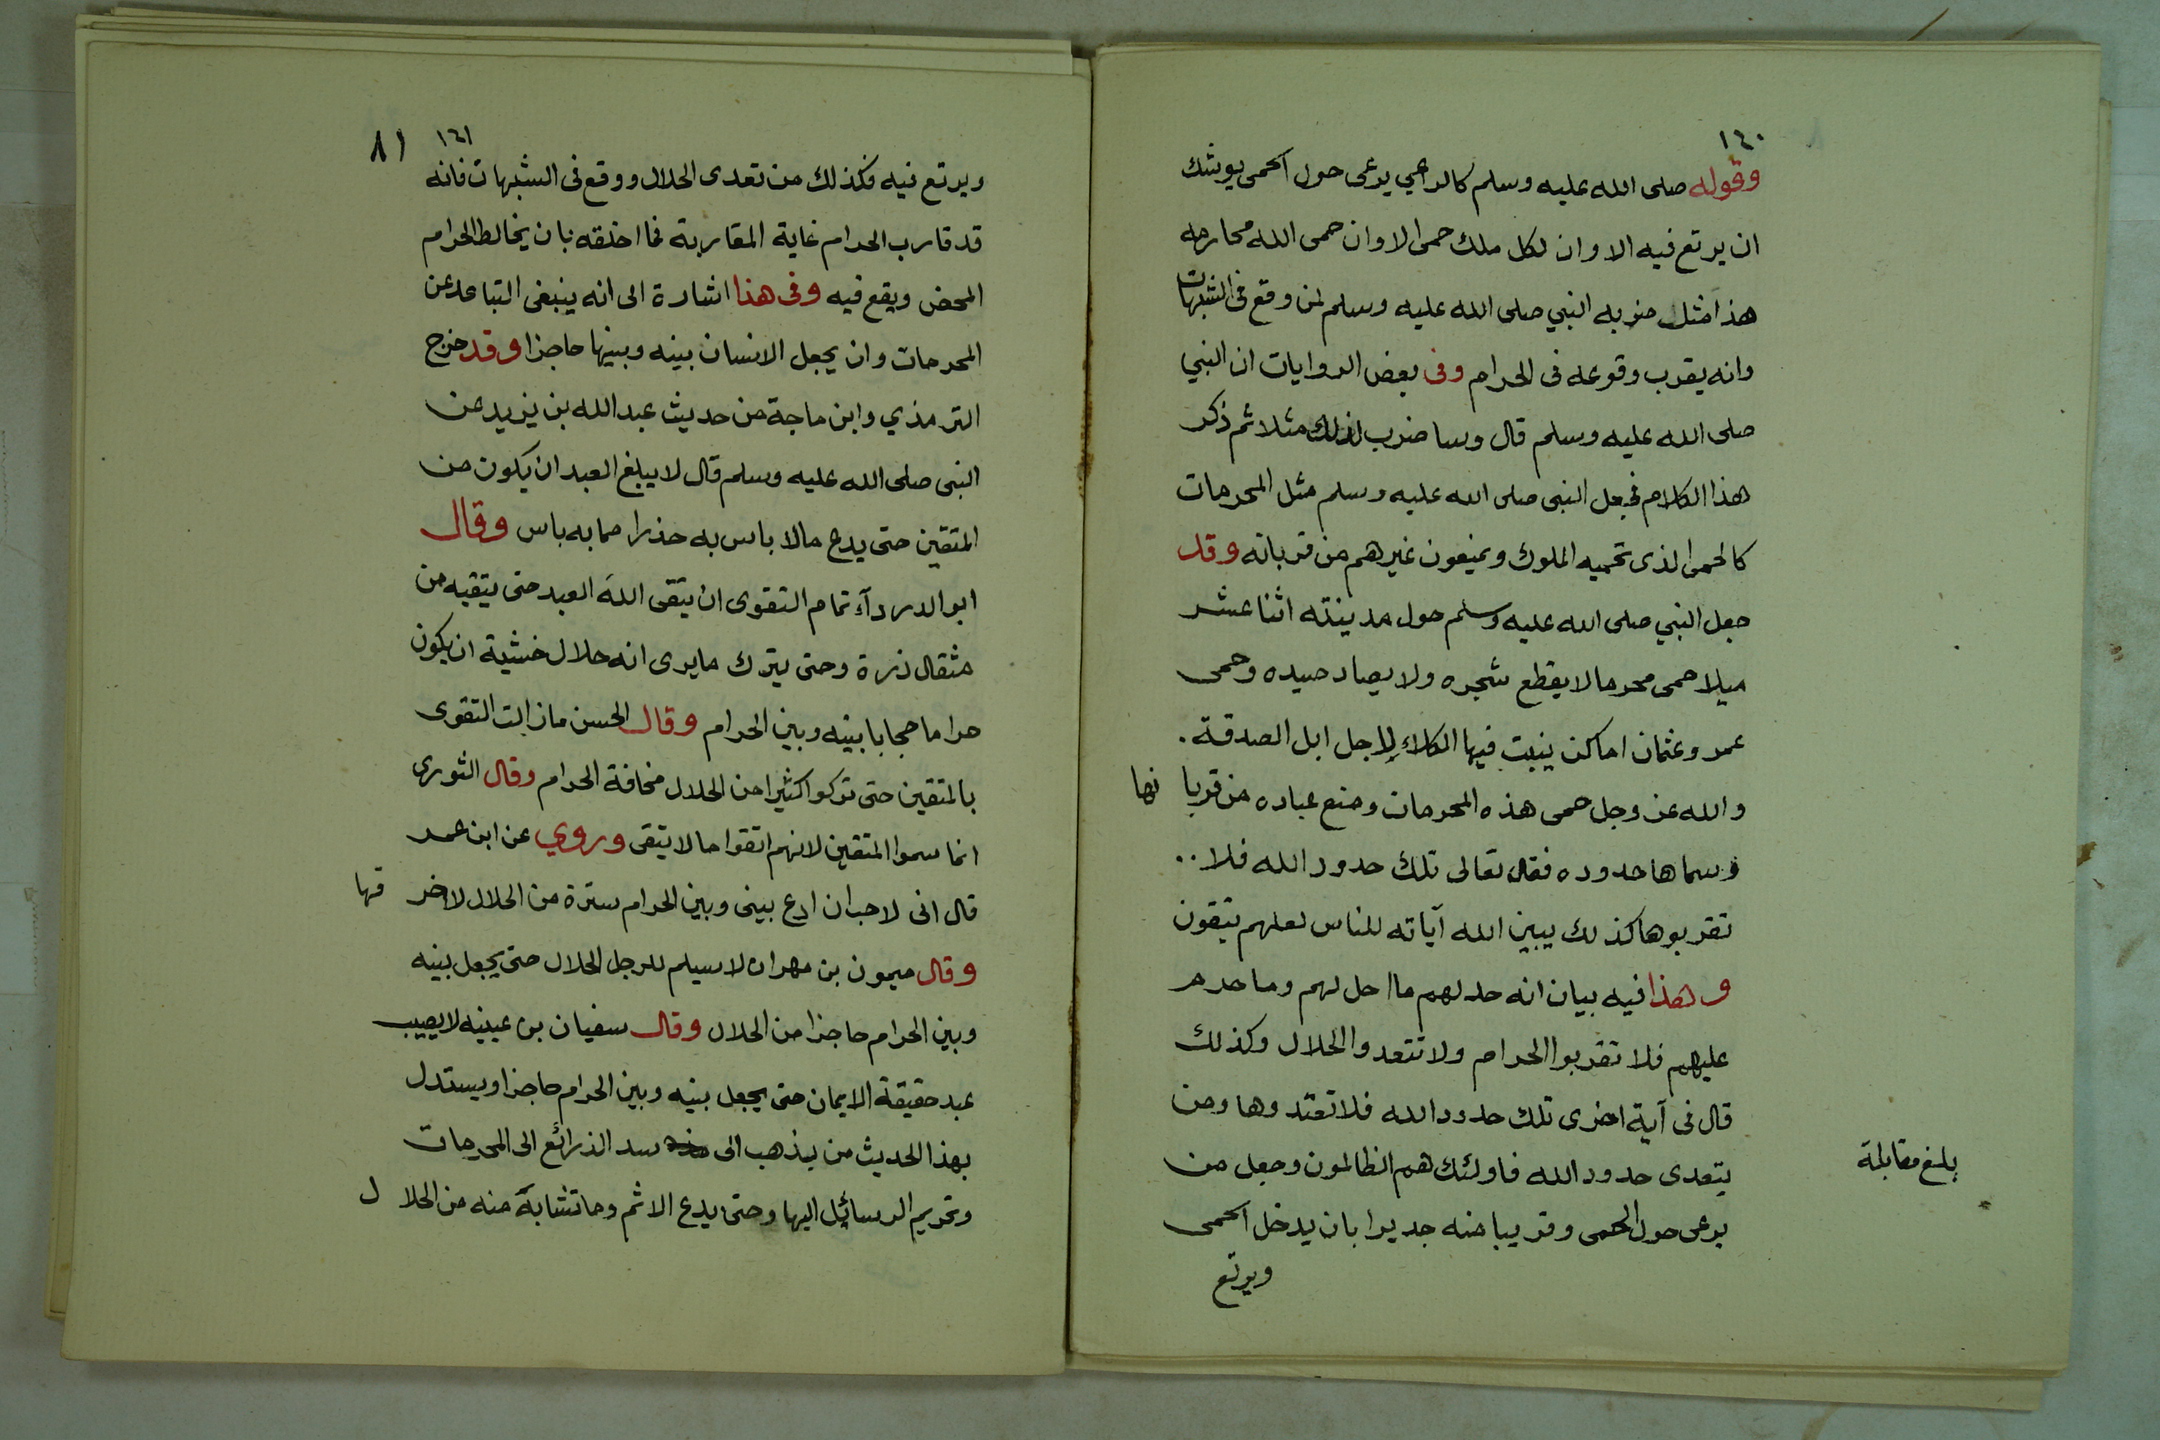 ١٦٠
وقوله صلى الله عليه وسلم كالراعي يرعى حول الحمى يوشك
ان يرتع فيه الا وان لكل ملك حمى الا وان حمى الله محارمه
هذا مثل ضربه النبي صلى الله عليه وسلم لمن وقع فى الشبهات
وانه يقرب وقوعه فى الحرام وفى بعض الروايات ان النبي
صلى الله عليه وسلم قال وسا ضرب لذلك مثلا ثم ذكر
هذا الكلام فجعل النبى صلى الله عليه وسلم مثل المحرمات
كالحمى الذى تحميه الملوك ويمنعون غيرهم من قربانه وقد
جعل النبي صلى الله عليه وسلم حول مدينته اثنا عشر
ميلا حمى محرما لا يقطع شجره ولا يصاد صيده وحمى
عمر وعثمان اماكن ينبت فيها الكلاء لاجل ابل الصدقة .
والله عز وجل حمى هذه المحرمات ومنع عباده من قربا نها
وسماها حدوده فقال تعالى تلك حدود الله فلا ..
تقربوها كذلك يبين الله آياته للناس لعلهم يتقون
وهذا فيه بيان انه حد لهم ما احل لهم وما حرم
عليهم فلا تقربوا الحرام ولا تتعدوا الحلال وكذلك
قال فى آية اخرى تلك حدود الله فلا تعتدوها ومن
يتعدى حدود الله فاولئك هم الظالمون وجعل من
يرعى حول الحمى وقريبا منه جديرا بان يدخل الحمى
ويرتع
بلغ مقابلة
١٦١
٨١
ويرتع فيه فكذلك من تعدى الحلال ووقع فى الشبهات فانه
قد قارب الحرام غاية المقاربة فما اخلقه بان يخالط الحرام
المحض ويقع فيه وفى هذا اشارة الى انه ينبغى التباعد عن
المحرمات وان يجعل الانسان بينه وبينها حاجزا وقد خرج
الترمذي وابن ماجة من حديث عبد الله بن يزيد عن
النبى صلى الله عليه وسلم قال لا يبلغ العبد ان يكون من
المتقين حتى يدع مالا باس به حذرا مما به باس وقال
ابو الدردآء تمام التقوى ان يتقى الله العبد حتى يتقيه من
مثقال ذرة وحتى يترك ما يرى انه حلال خشية ان يكون
حراما حجابا بينه وبين الحرام وقال الحسن مازالت التقوى
بالمتقين حتى تركوا كثيرا من الحلال مخافة الحرام وقال الثورى
انما سموا المتقين لانهم اتقوا ما لا يتقى وروي عن ابن عمر
قال انى لاحب ان ادع بينى وبين الحرام سترة من الحلال لا اخر قها
وقال ميمون بن مهران لا سيلم للرجل الحلال حتى يجعل بينه
وبين الحرام حاجزا من الحلال وقال سفيان بن عيينه لا يصيب
عبد حقيقة الايمان حتى يجعل بينه وبين الحرام حاجزا ويستدل
بهذا الحديث من يذهب الى سد الذرائع الى المحرمات
وتحريم الوسائل اليها وحتى يدع الاثم وما تشابه منه من الحلا ل